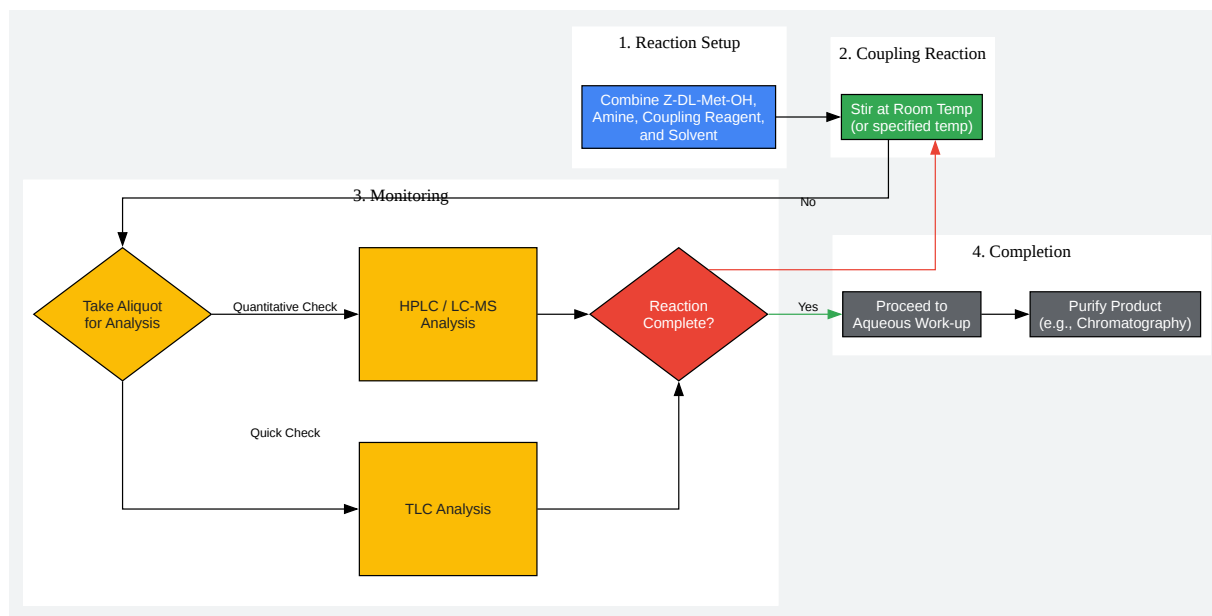 1. Reaction Setup
Combine Z-DL-Met-OH,
Amine, Coupling Reagent,
and Solvent
2. Coupling Reaction
Stir at Room Temp
(or specified temp)
3. Monitoring
No
Take Aliquot
for Analysis
Quantitative Check
HPLC / LC-MS
Analysis
Reaction
Complete?
Yes
4. Completion
Proceed to
Aqueous Work-up
Purify Product
(e.g., Chromatography)
Quick Check
TLC Analysis